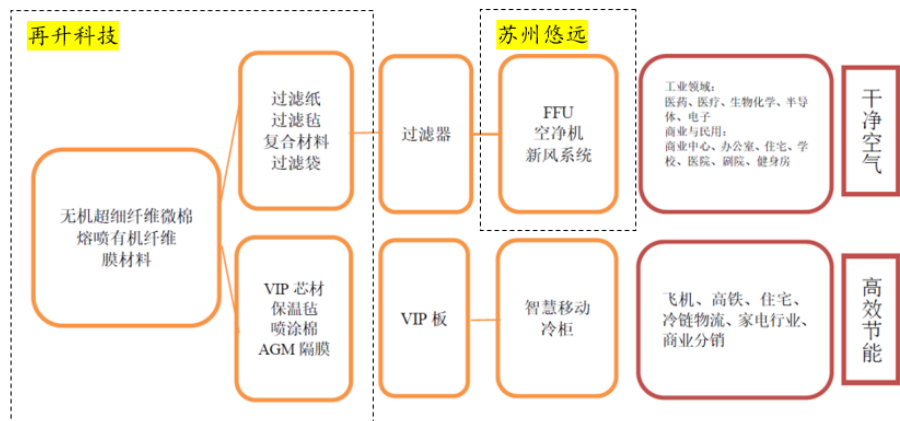 再升科技
苏州悠远
无机超细纤维微棉
熔喷有机纤维
膜材料
过滤纸
过滤毡
复合材料
过滤袋
过滤器
FFU
空净机
新风系统
工业领域：
医药、医疗、生物化学、半导
体、电子
商业与民用：
商业中心、办公室、住宅、学
校、医院、剧院、健身房
干净空气
VIP 芯材
保温毡
喷涂棉
AGM 隔膜
VIP 板
智慧移动
冷柜
飞机、高铁、住宅、
冷链物流、家电行业、
商业分销
高效节能